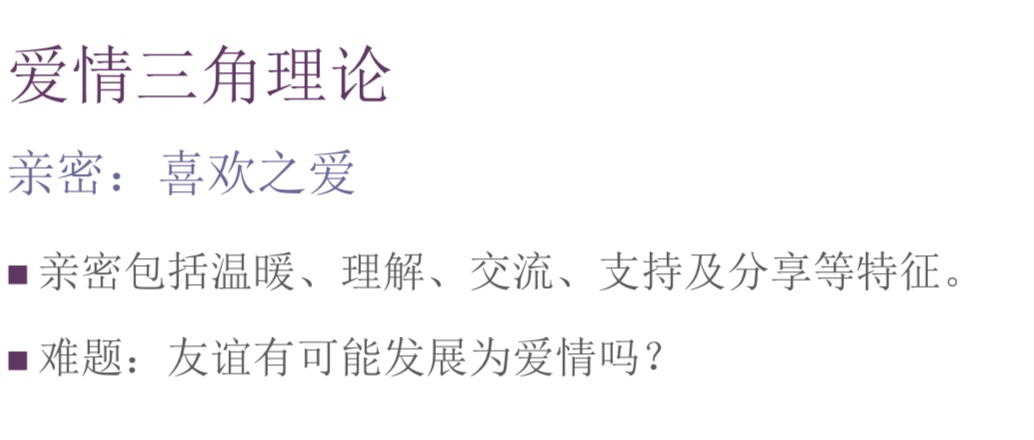 爱情三角理论
亲密：喜欢之爱
■ 亲密包括温暖、理解、交流、支持及分享等特征。
■ 难题：友谊有可能发展为爱情吗？